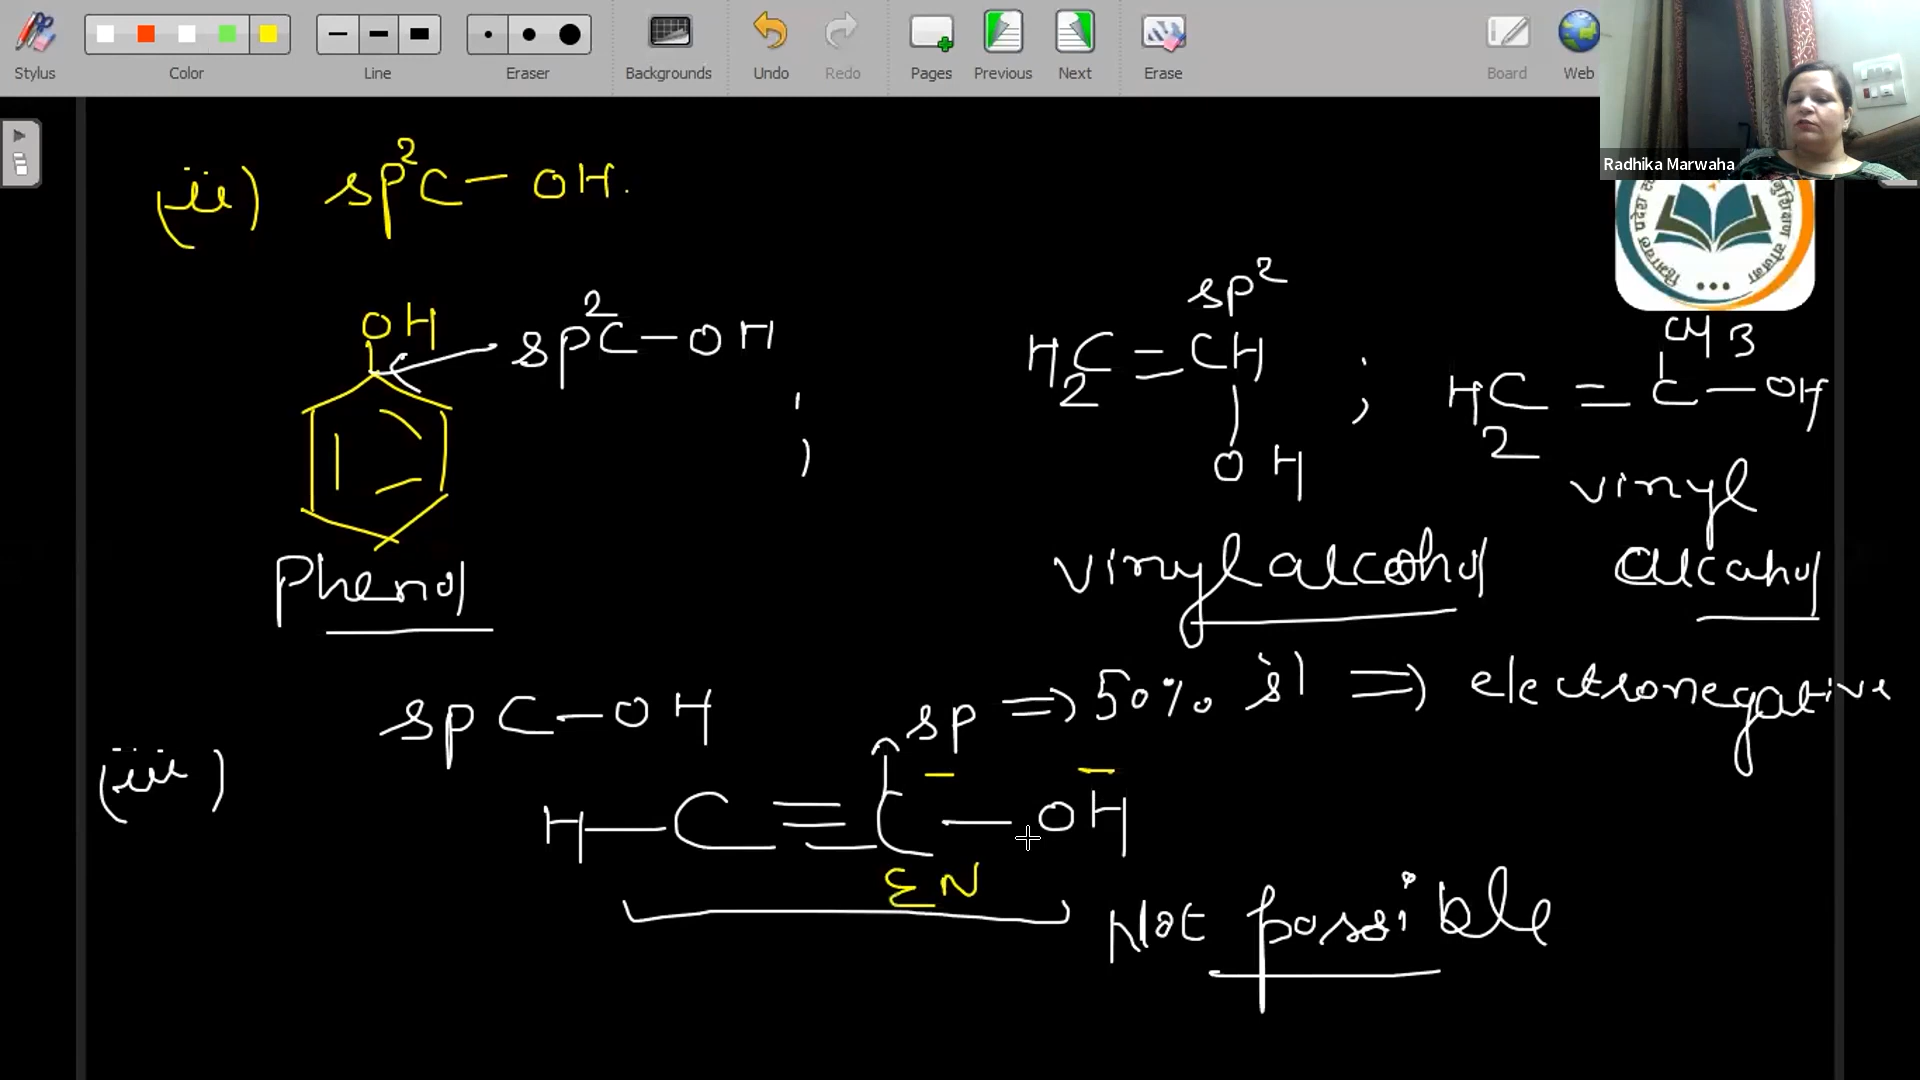 Stylus Color Line Eraser Backgrounds Undo Redo Pages Previous Next Erase Board Web
Radhika Marwaha
(ii) sp²C-OH.
OH
sp²C-OH ;
Phenol
sp²
H₂C=CH
OH
;
vinyl alcohol
CH3
H₂C=C-OH
vinyl
alcohol
(iii) spC-OH
sp ⇒ 50% 's' ⇒ electronegative
H-C≡C-OH
EN
Not possible